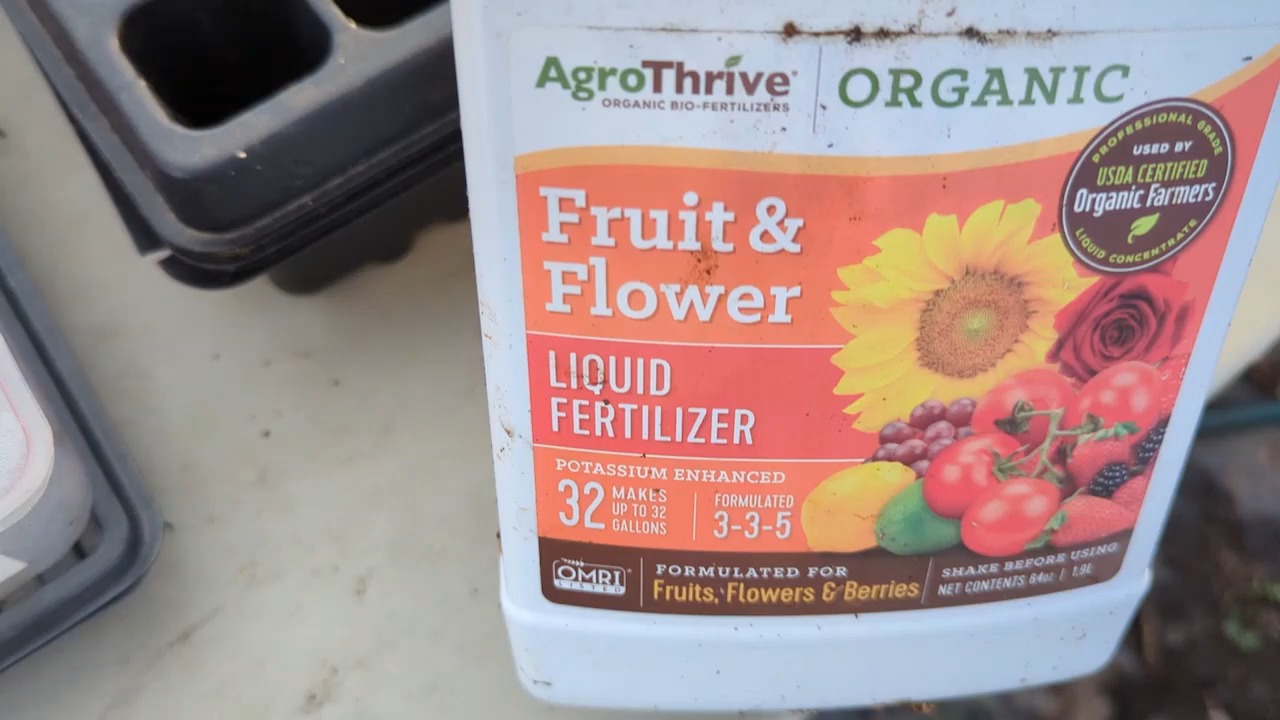 AgroThrive®
ORGANIC BIO-FERTILIZERS
ORGANIC
PROFESSIONAL GRADE
USED BY
USDA CERTIFIED
Organic Farmers
LIQUID CONCENTRATE
Fruit &
Flower
LIQUID
FERTILIZER
POTASSIUM ENHANCED
32 MAKES
UP TO 32
GALLONS
FORMULATED
3-3-5
OMRI®
LISTED
FORMULATED FOR
Fruits, Flowers & Berries
SHAKE BEFORE USING
NET CONTENTS 64oz | 1.9L